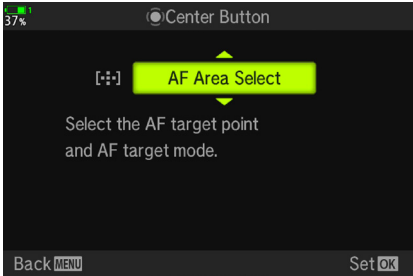 1
37%
Center Button
AF Area Select
Select the AF target point
and AF target mode.
Back MENU
Set OK